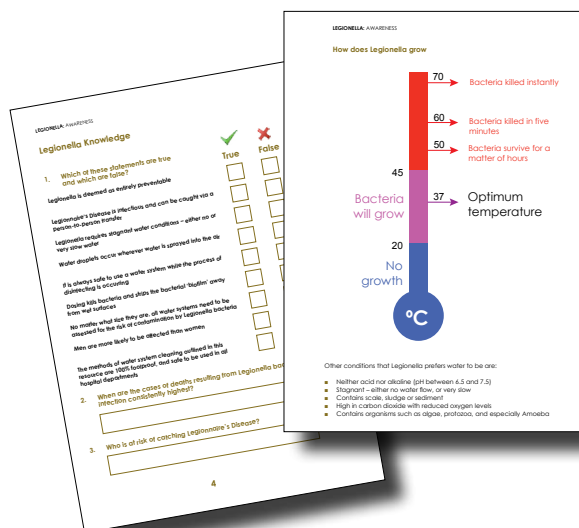 LEGIONELLA: AWARENESS
Legionella Knowledge
True
False
1. Which of these statements are true
and which are false?
Legionella is deemed as entirely preventable
Legionnaire's Disease is infectious and can be caught via a
person-to-person transfer
Legionella requires stagnant water conditions – either no or
very slow water
Water droplets occur wherever water is sprayed into the air
It is always safe to use a water system while the process of
disinfecting is occurring
Dosing kills bacteria and strips the bacterial 'biofilm' away
from wet surfaces
No matter what size they are, all water systems need to be
assessed for the risk of contamination by Legionella bacteria
Men are more likely to be affected than women
The methods of water system cleaning outlined in this
resource are 100% foolproof, and safe to be used in all
hospital departments
2. When are the cases of deaths resulting from Legionella
infection consistently highest?
3. Who is at risk of catching Legionnaire's Disease?
4
LEGIONELLA: AWARENESS
How does Legionella grow
70
Bacteria killed instantly
60
Bacteria killed in five
minutes
50
Bacteria survive for a
matter of hours
45
Bacteria
will grow
37
Optimum
temperature
20
No
growth
ºC
Other conditions that Legionella prefers water to be:
Neither acid nor alkaline (pH between 6.5 and 7.5)
Stagnant – either no water flow, or very slow
Contains scale, sludge or sediment
High in carbon dioxide with reduced oxygen levels
Contains organisms such as algae, protozoa, and especially Amoeba